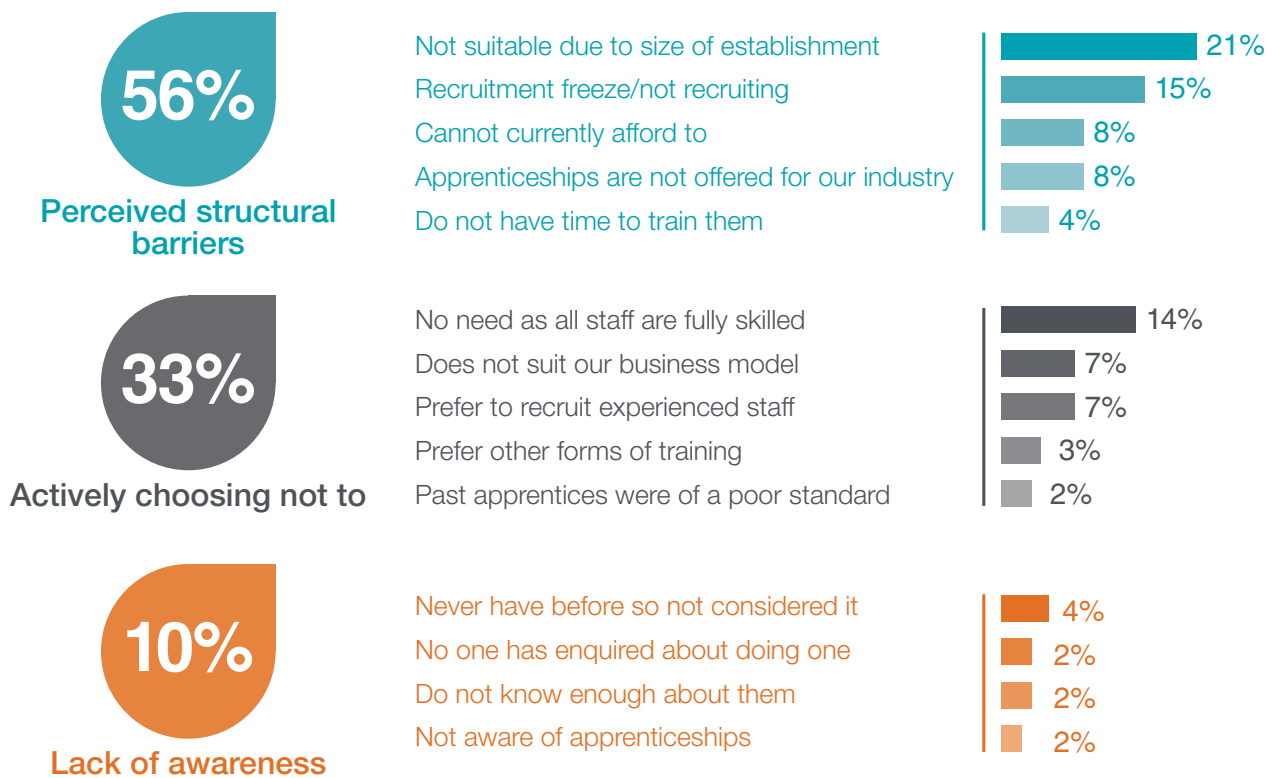 56%
Perceived structural
barriers
Not suitable due to size of establishment 21%
Recruitment freeze/not recruiting 15%
Cannot currently afford to 8%
Apprenticeships are not offered for our industry 8%
Do not have time to train them 4%
33%
Actively choosing not to
No need as all staff are fully skilled 14%
Does not suit our business model 7%
Prefer to recruit experienced staff 7%
Prefer other forms of training 3%
Past apprentices were of a poor standard 2%
10%
Lack of awareness
Never have before so not considered it 4%
No one has enquired about doing one 2%
Do not know enough about them 2%
Not aware of apprenticeships 2%